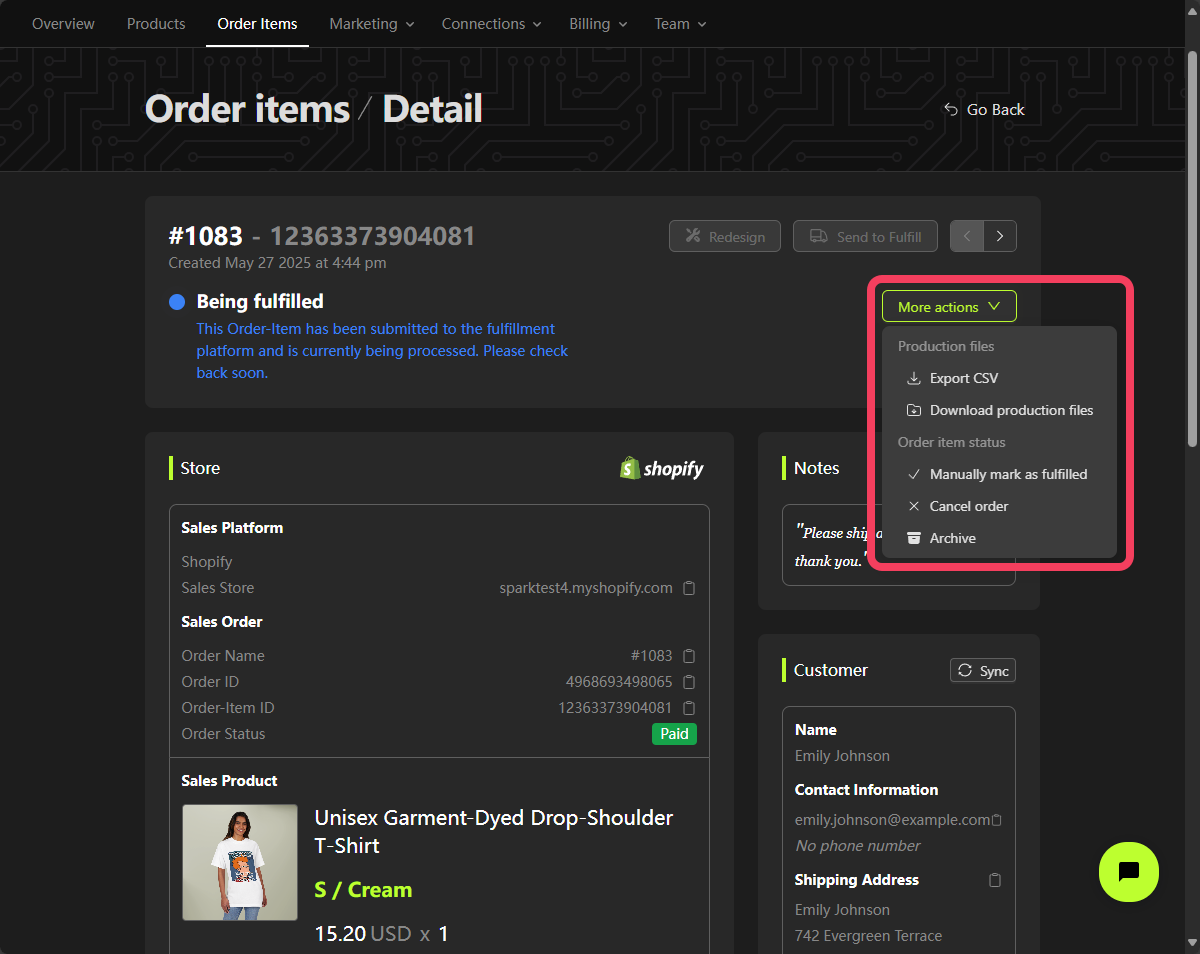 Overview Products Order Items Marketing Connections Billing Team
Order items / Detail
Go Back
#1083 - 12363373904081
Redesign
Send to Fulfill
Created May 27 2025 at 4:44 pm
Being fulfilled
This Order-Item has been submitted to the fulfillment
platform and is currently being processed. Please check
back soon.
More actions
Production files
Export CSV
Download production files
Order item status
Manually mark as fulfilled
Cancel order
Archive
Store
shopify
Sales Platform
Shopify
Sales Store sparktest4.myshopify.com
Sales Order
Order Name #1083
Order ID 4968693498065
Order-Item ID 12363373904081
Order Status Paid
Sales Product
Unisex Garment-Dyed Drop-Shoulder
T-Shirt
S / Cream
15.20 USD x 1
Notes
"Please ship
thank you."
Customer
Sync
Name
Emily Johnson
Contact Information
emily.johnson@example.com
No phone number
Shipping Address
Emily Johnson
742 Evergreen Terrace